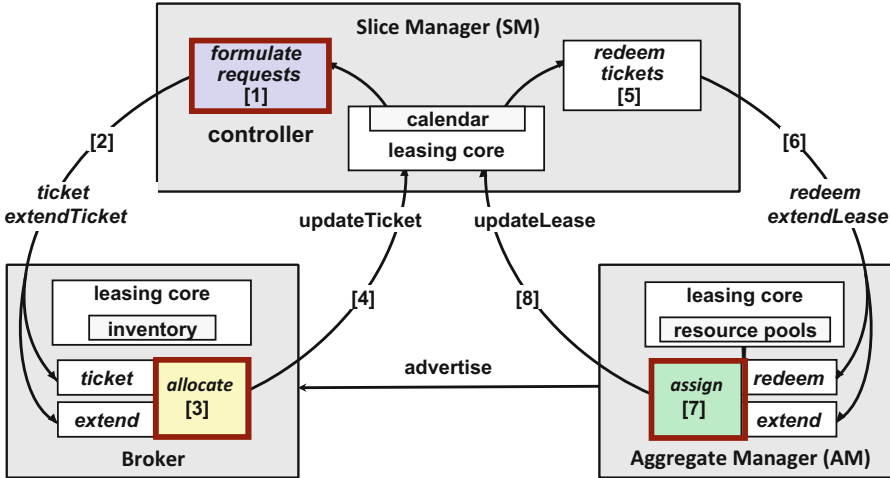 Slice Manager (SM)
formulate
requests
[1]
redeem
tickets
[5]
calendar
leasing core
controller
[2]
[6]
ticket
extendTicket
redeem
extendLease
updateTicket
updateLease
[4]
[8]
leasing core
inventory
ticket
extend
allocate
[3]
Broker
advertise
leasing core
resource pools
assign
[7]
redeem
extend
Aggregate Manager (AM)